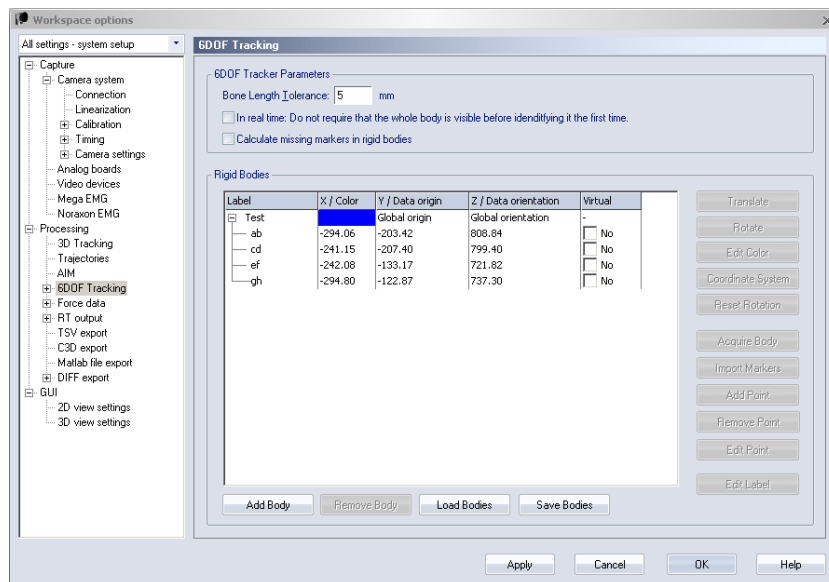 Workspace options
All settings - system setup
Capture
Camera system
Connection
Linearization
Calibration
Timing
Camera settings
Analog boards
Video devices
Mega EMG
Noraxon EMG
Processing
3D Tracking
Trajectories
AIM
6DOF Tracking
Force data
RT output
TSV export
C3D export
Matlab file export
DIFF export
GUI
2D view settings
3D view settings
6DOF Tracking
6DOF Tracker Parameters
Bone Length Tolerance: 5 mm
In real time: Do not require that the whole body is visible before idenditfying it the first time.
Calculate missing markers in rigid bodies
Rigid Bodies
Label X / Color Y / Data origin Z / Data orientation Virtual
Test Global origin Global orientation -
ab -294.06 -203.42 808.84 No
cd -241.15 -207.40 799.40 No
ef -242.08 -133.17 721.82 No
gh -294.80 -122.87 737.30 No
Translate
Rotate
Edit Color
Coordinate System
Reset Rotation
Acquire Body
Import Markers
Add Point
Remove Point
Edit Point
Edit Label
Add Body Remove Body Load Bodies Save Bodies
Apply Cancel OK Help